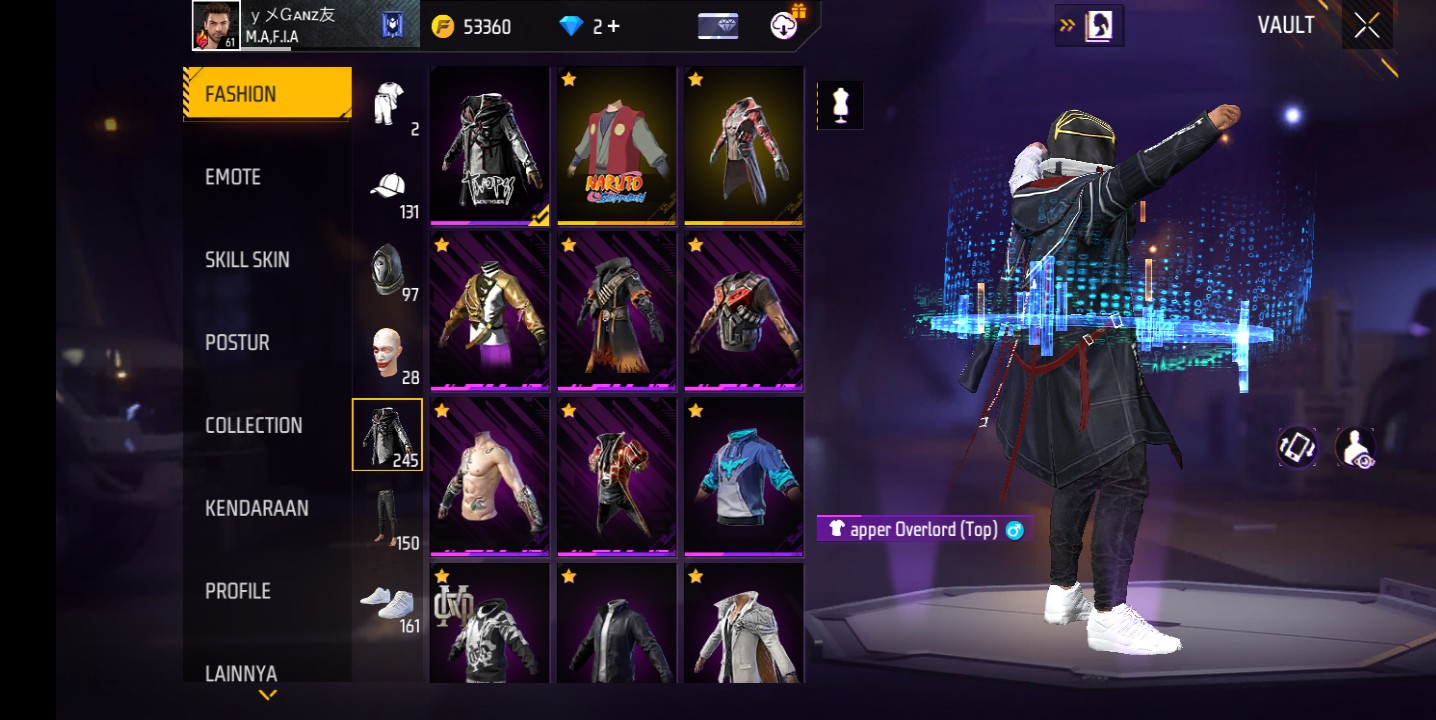 y メGANZ友
61
M.A,F.I.A
53360
2 +
VAULT
FASHION
EMOTE
SKILL SKIN
POSTUR
COLLECTION
KENDARAAN
PROFILE
LAINNYA
2
131
97
28
245
150
161
NARUTO
SHIPPUDEN
apper Overlord (Top)